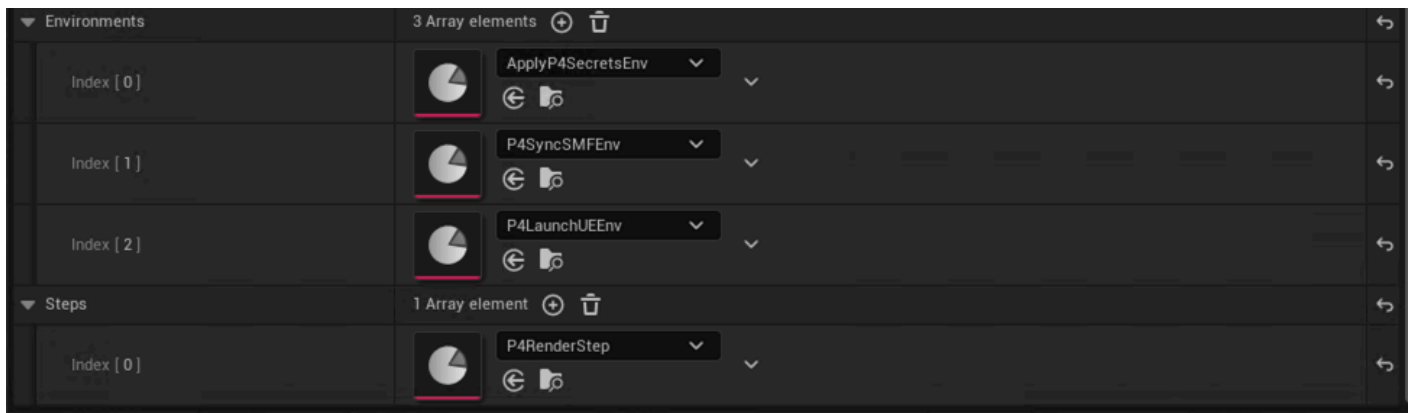 Environments 3 Array elements
Index [ 0 ] ApplyP4SecretsEnv
Index [ 1 ] P4SyncSMFEnv
Index [ 2 ] P4LaunchUEEnv
Steps 1 Array element
Index [ 0 ] P4RenderStep